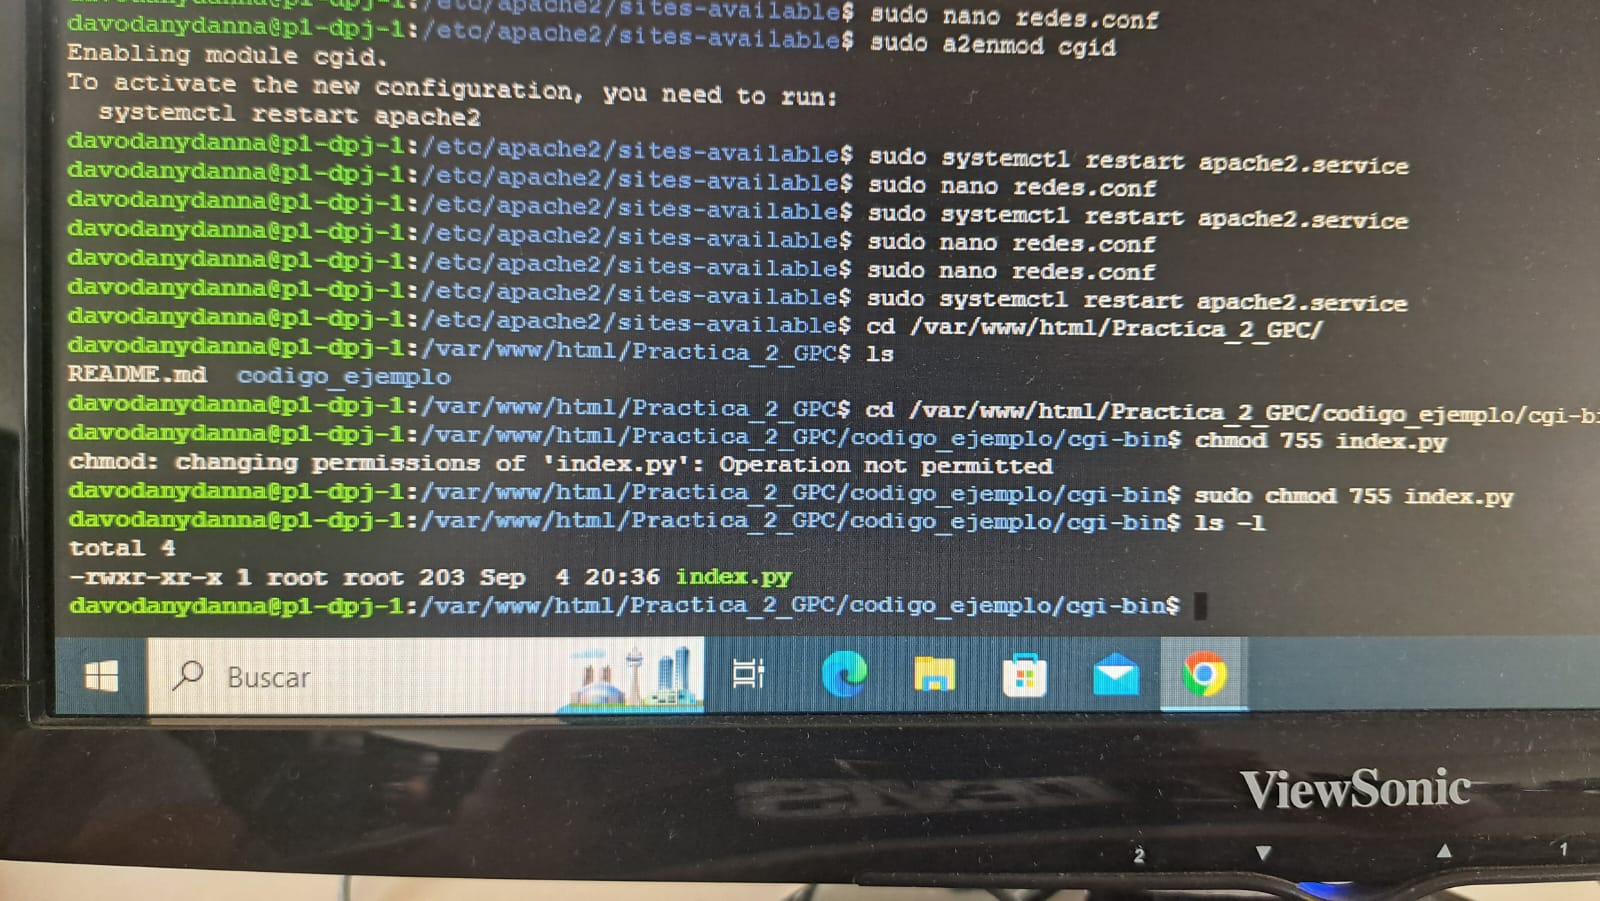 davodanydanna@p1-dpj-1:/etc/apache2/sites-available$ sudo nano redes.conf
davodanydanna@p1-dpj-1:/etc/apache2/sites-available$ sudo a2enmod cgid
Enabling module cgid.
To activate the new configuration, you need to run:
  systemctl restart apache2
davodanydanna@p1-dpj-1:/etc/apache2/sites-available$ sudo systemctl restart apache2.service
davodanydanna@p1-dpj-1:/etc/apache2/sites-available$ sudo nano redes.conf
davodanydanna@p1-dpj-1:/etc/apache2/sites-available$ sudo systemctl restart apache2.service
davodanydanna@p1-dpj-1:/etc/apache2/sites-available$ sudo nano redes.conf
davodanydanna@p1-dpj-1:/etc/apache2/sites-available$ sudo nano redes.conf
davodanydanna@p1-dpj-1:/etc/apache2/sites-available$ sudo systemctl restart apache2.service
davodanydanna@p1-dpj-1:/etc/apache2/sites-available$ cd /var/www/html/Practica_2_GPC/
davodanydanna@p1-dpj-1:/var/www/html/Practica_2_GPC$ ls
README.md  codigo_ejemplo
davodanydanna@p1-dpj-1:/var/www/html/Practica_2_GPC$ cd /var/www/html/Practica_2_GPC/codigo_ejemplo/cgi-bi
davodanydanna@p1-dpj-1:/var/www/html/Practica_2_GPC/codigo_ejemplo/cgi-bin$ chmod 755 index.py
chmod: changing permissions of 'index.py': Operation not permitted
davodanydanna@p1-dpj-1:/var/www/html/Practica_2_GPC/codigo_ejemplo/cgi-bin$ sudo chmod 755 index.py
davodanydanna@p1-dpj-1:/var/www/html/Practica_2_GPC/codigo_ejemplo/cgi-bin$ ls -l
total 4
-rwxr-xr-x 1 root root 203 Sep  4 20:36 index.py
davodanydanna@p1-dpj-1:/var/www/html/Practica_2_GPC/codigo_ejemplo/cgi-bin$
Buscar
ViewSonic
2 ▼ ▲ 1